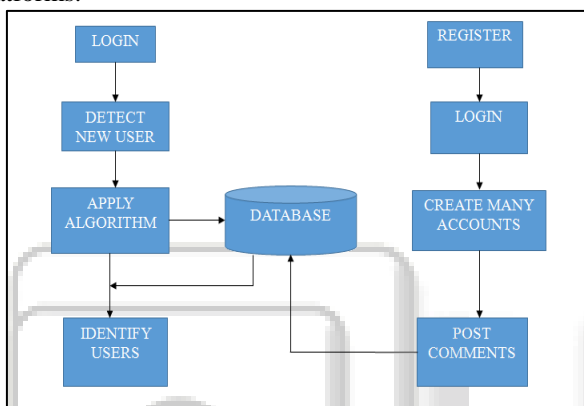 LOGIN
DETECT
NEW USER
APPLY
ALGORITHM
IDENTIFY
USERS
DATABASE
REGISTER
LOGIN
CREATE MANY
ACCOUNTS
POST
COMMENTS